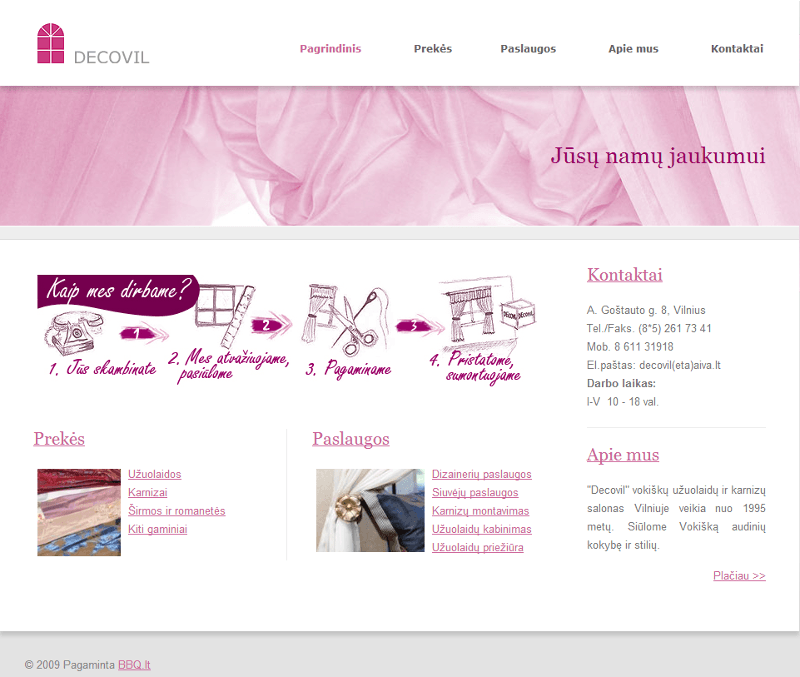 DECOVIL
Pagrindinis
Prekės
Paslaugos
Apie mus
Kontaktai
Jūsų namų jaukumui
Kaip mes dirbame?
1
2
3
1. Jūs skambinate
2. Mes atvažiuojame,
pasiūlome
3. Pagaminame
DECOVIL
4. Pristatome,
sumontuojame
Prekės
Užuolaidos
Karnizai
Širmos ir romanetės
Kiti gaminiai
Paslaugos
Dizainerių paslaugos
Siuvėjų paslaugos
Karnizų montavimas
Užuolaidų kabinimas
Užuolaidų priežiūra
Kontaktai
A. Goštauto g. 8, Vilnius
Tel./Faks. (8*5) 261 73 41
Mob. 8 611 31918
El.paštas: decovil(eta)aiva.lt
Darbo laikas:
I-V 10 - 18 val.
Apie mus
"Decovil" vokiškų užuolaidų ir karnizų
salonas Vilniuje veikia nuo 1995
metų. Siūlome Vokišką audinių
kokybę ir stilių.
Plačiau >>
© 2009 Pagaminta BBQ.lt